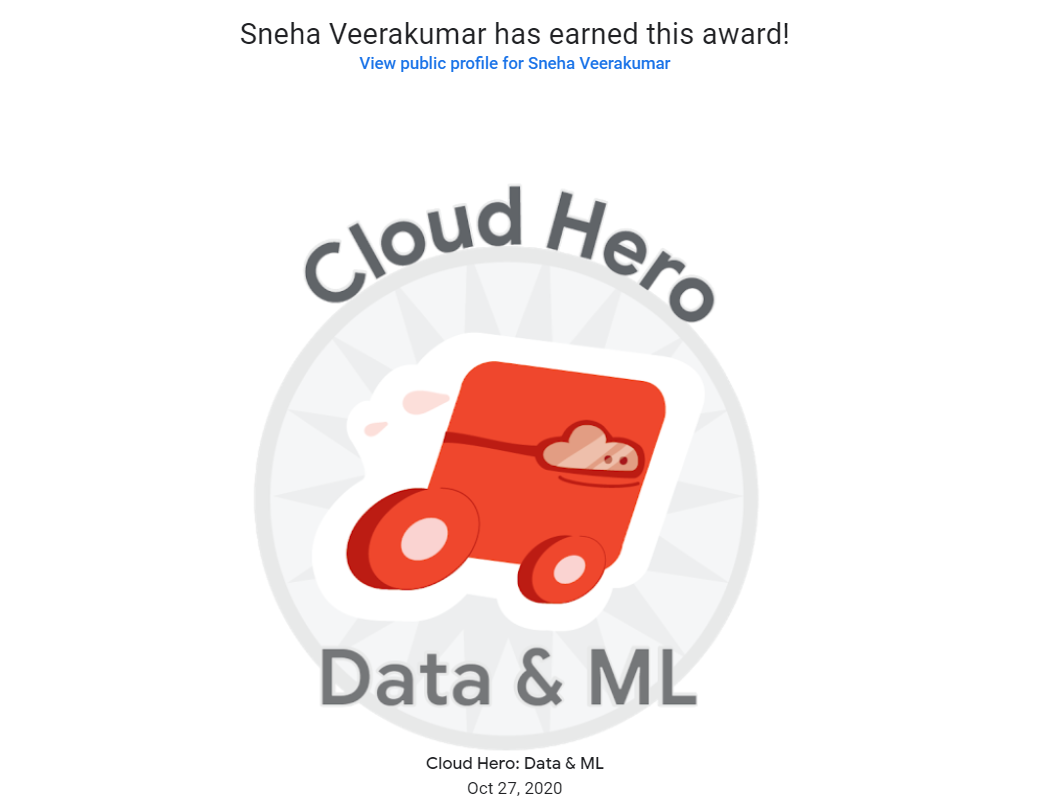 Sneha Veerakumar has earned this award!
View public profile for Sneha Veerakumar
Cloud Hero
Data & ML
Cloud Hero: Data & ML
Oct 27, 2020